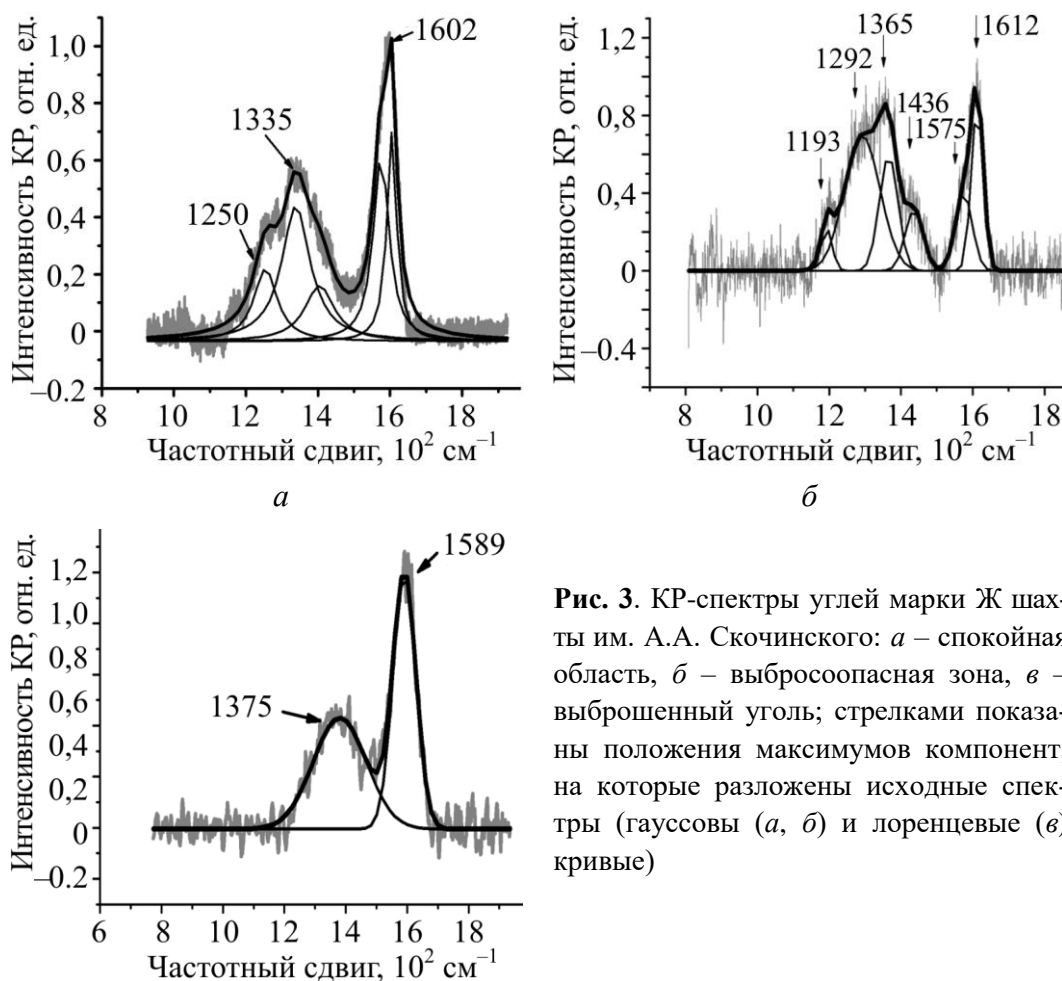 Интенсивность КР, отн. ед.
1,0
0,8
0,6
0,4
0,2
0
–0.2
1602
1335
1250
8 10 12 14 16 18
Частотный сдвиг, 10² см⁻¹
а
Интенсивность КР, отн. ед.
1,2
0,8
0,4
0
–0.4
1365
1612
1292
1436
1193
1575
8 10 12 14 16 18
Частотный сдвиг, 10² см⁻¹
б
Интенсивность КР, отн. ед.
1,2
1,0
0,8
0,6
0,4
0,2
0
–0.2
1589
1375
6 8 10 12 14 16 18
Частотный сдвиг, 10² см⁻¹
Рис. 3. КР-спектры углей марки Ж шах-
ты им. А.А. Скочинского: а – спокойная
область, б – выбросоопасная зона, в –
выброшенный уголь; стрелками показа-
ны положения максимумов компонент,
на которые разложены исходные спек-
тры (гауссовы (а, б) и лоренцевые (в)
кривые)